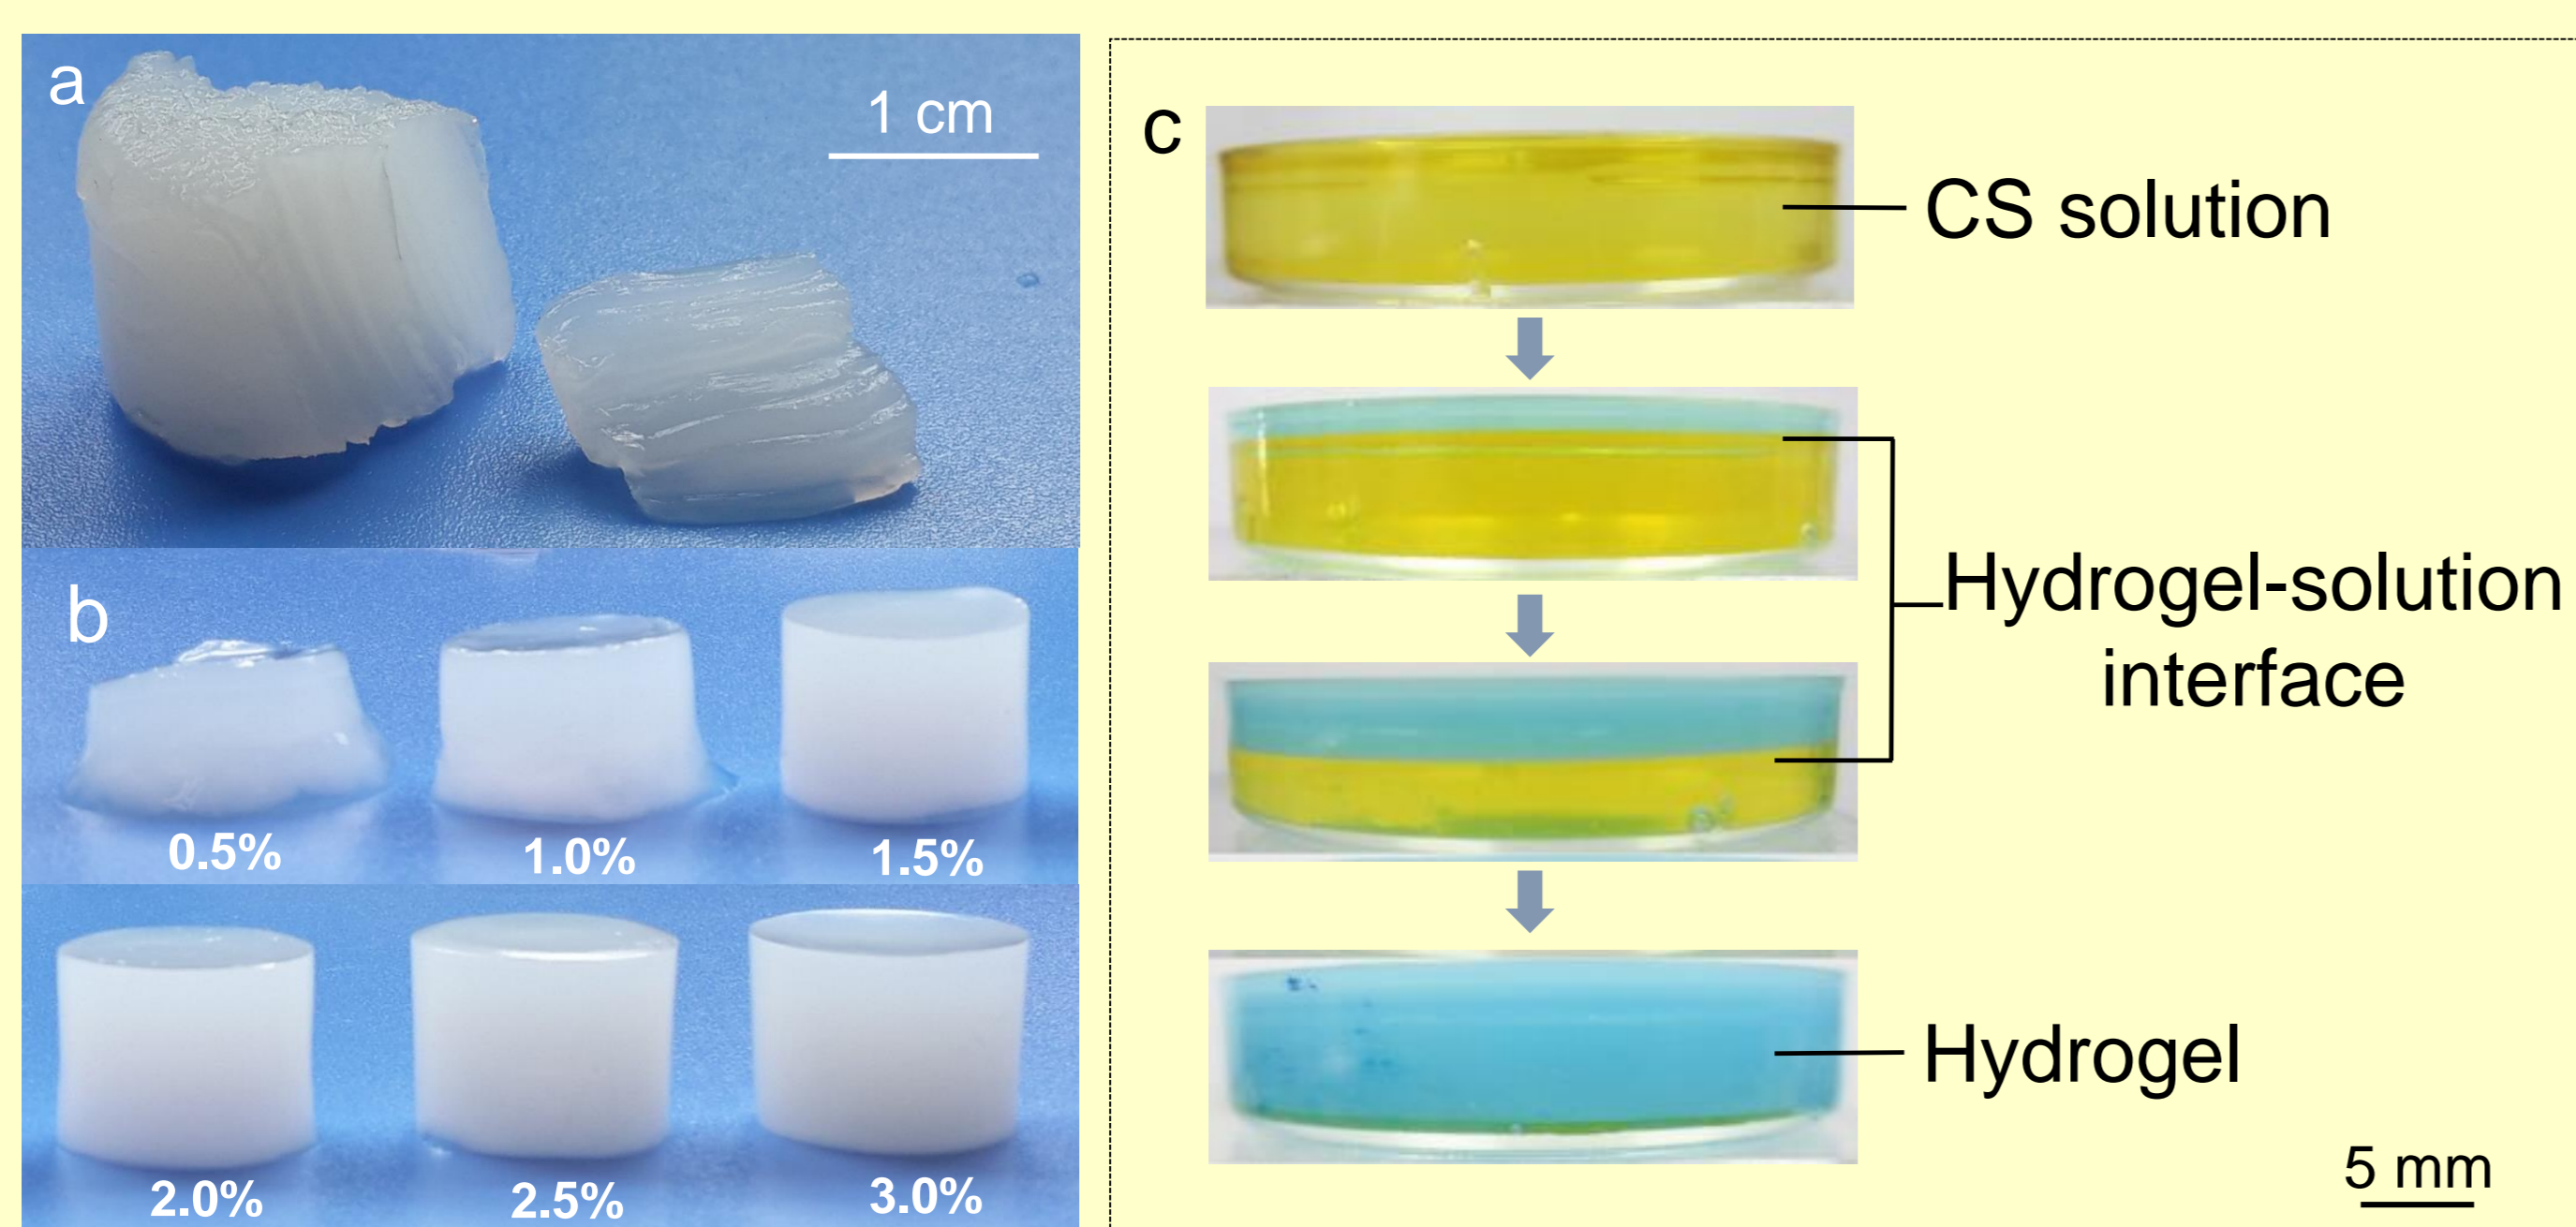 a
1 cm
b
0.5%
1.0%
1.5%
2.0%
2.5%
3.0%
c
CS solution
Hydrogel-solution
interface
Hydrogel
5 mm